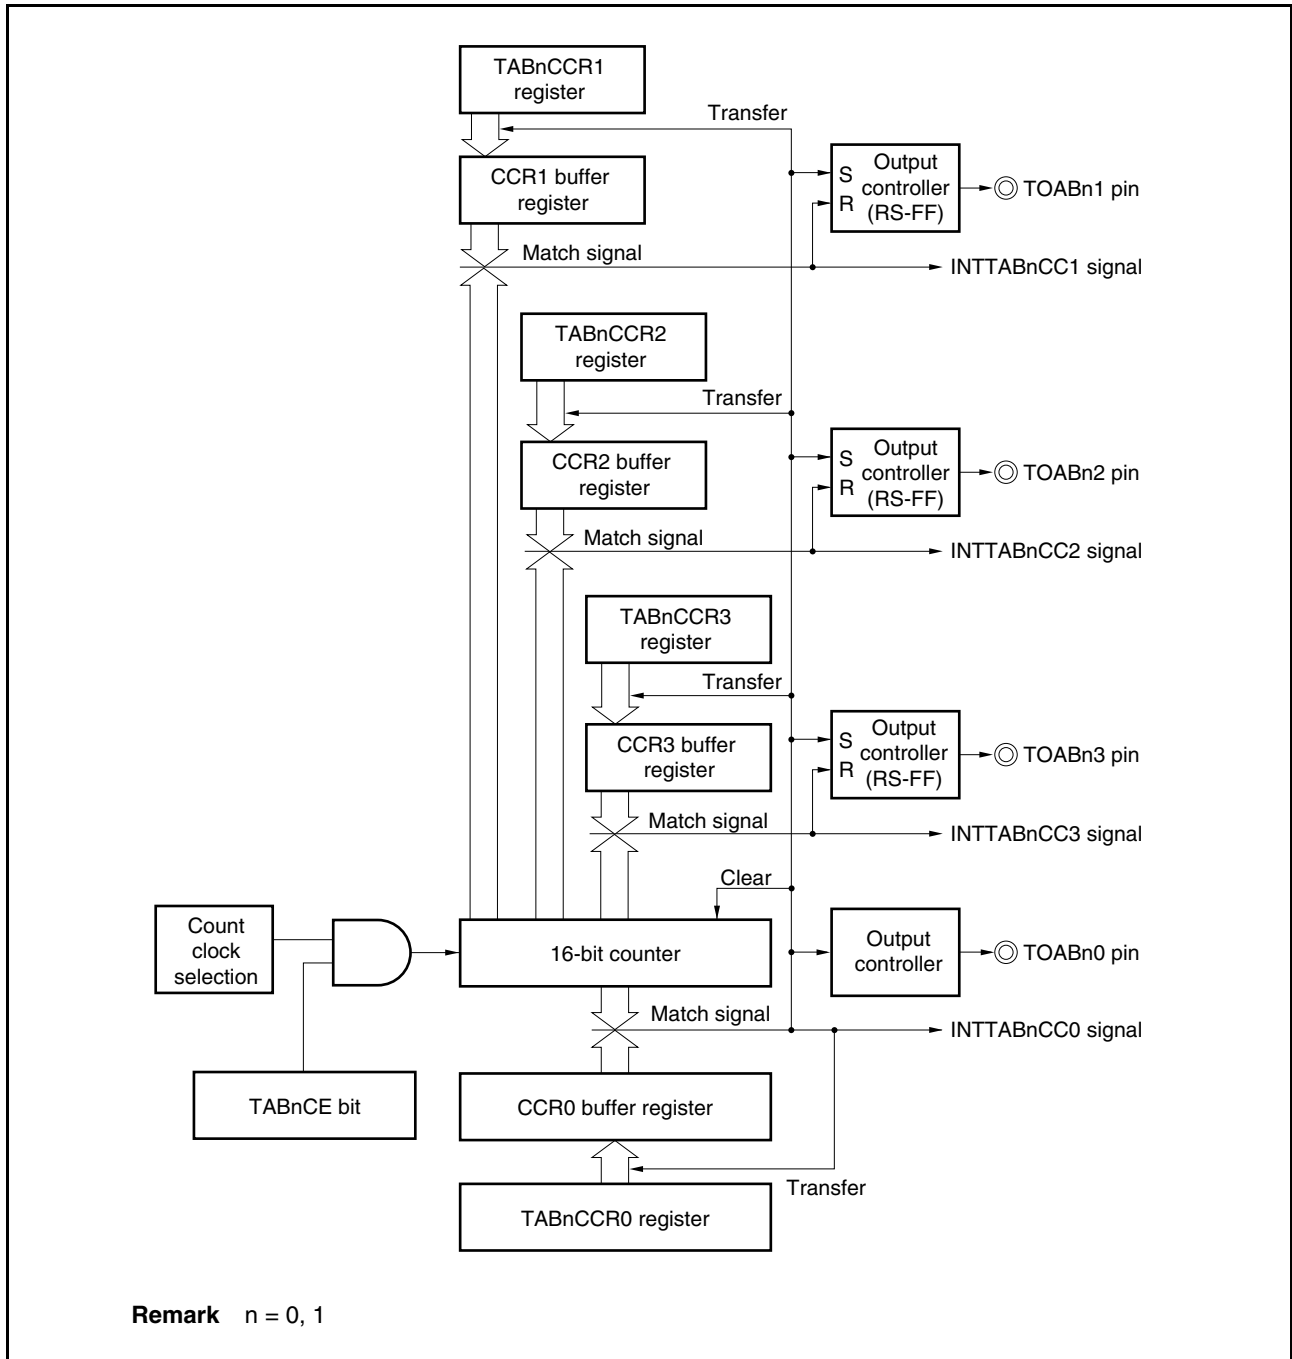 TABnCCR1
register
Transfer
CCR1 buffer
register
S
R
Output
controller
(RS-FF)
TOABn1 pin
Match signal
INTTABnCC1 signal
TABnCCR2
register
Transfer
CCR2 buffer
register
S
R
Output
controller
(RS-FF)
TOABn2 pin
Match signal
INTTABnCC2 signal
TABnCCR3
register
Transfer
CCR3 buffer
register
S
R
Output
controller
(RS-FF)
TOABn3 pin
Match signal
INTTABnCC3 signal
Clear
Count
clock
selection
16-bit counter
Output
controller
TOABn0 pin
Match signal
INTTABnCC0 signal
TABnCE bit
CCR0 buffer register
Transfer
TABnCCR0 register
Remark n = 0, 1